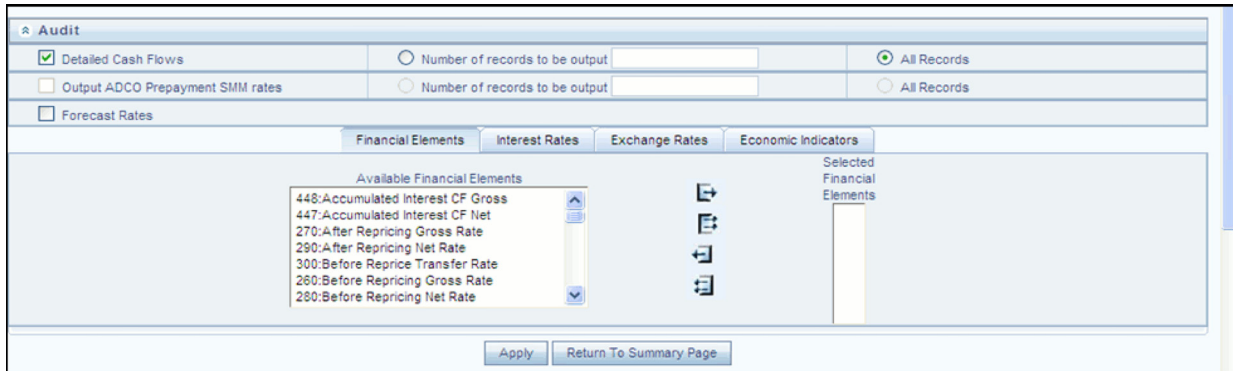 Audit
Detailed Cash Flows Number of records to be output All Records
Output ADCO Prepayment SMM rates Number of records to be output All Records
Forecast Rates
Financial Elements Interest Rates Exchange Rates Economic Indicators
Available Financial Elements
448:Accumulated Interest CF Gross
447:Accumulated Interest CF Net
270:After Repricing Gross Rate
290:After Repricing Net Rate
300:Before Reprice Transfer Rate
260:Before Repricing Gross Rate
280:Before Repricing Net Rate
Selected
Financial
Elements
Apply Return To Summary Page